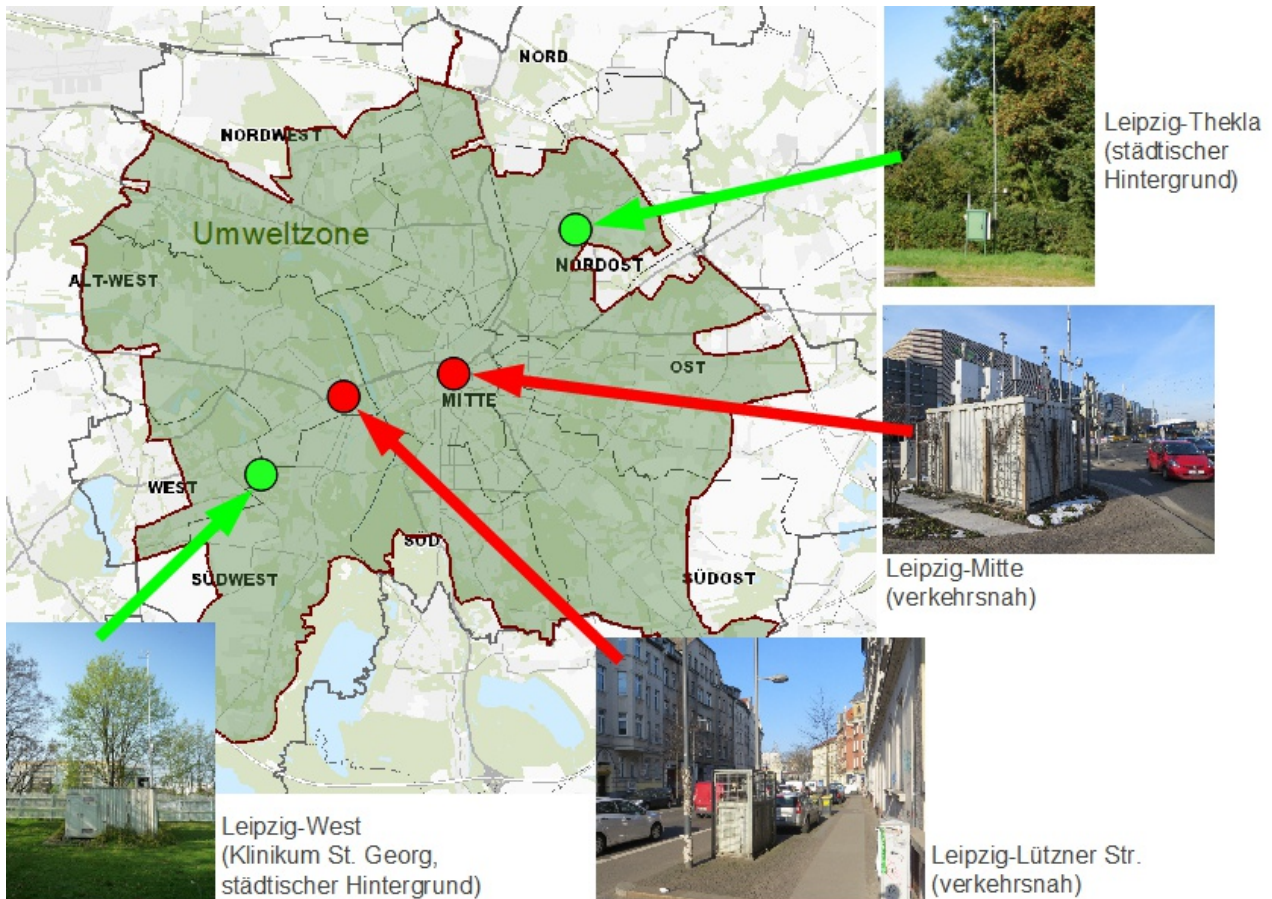 NORD
NORDWEST
Umweltzone
NORDOST
ALT-WEST
OST
MITTE
WEST
SÜD
SÜDWEST
SÜDOST
Leipzig-Thekla
(städtischer
Hintergrund)
Leipzig-Mitte
(verkehrsnah)
Leipzig-West
(Klinikum St. Georg,
städtischer Hintergrund)
Leipzig-Lützner Str.
(verkehrsnah)